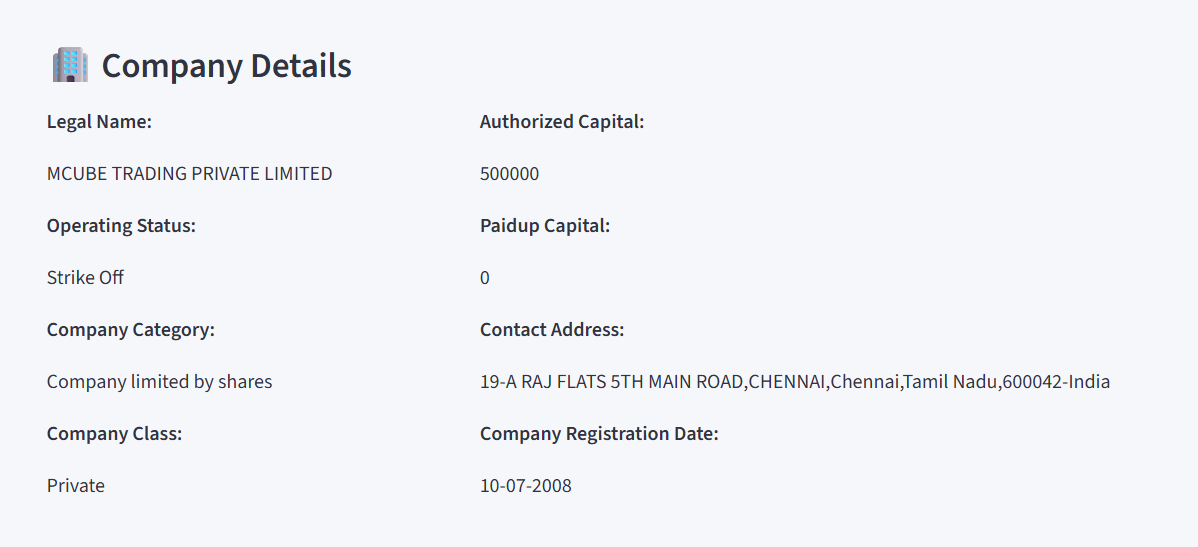 Company Details
Legal Name:
MCUBE TRADING PRIVATE LIMITED
Operating Status:
Strike Off
Company Category:
Company limited by shares
Company Class:
Private
Authorized Capital:
500000
Paidup Capital:
0
Contact Address:
19-A RAJ FLATS 5TH MAIN ROAD,CHENNAI,Chennai,Tamil Nadu,600042-India
Company Registration Date:
10-07-2008